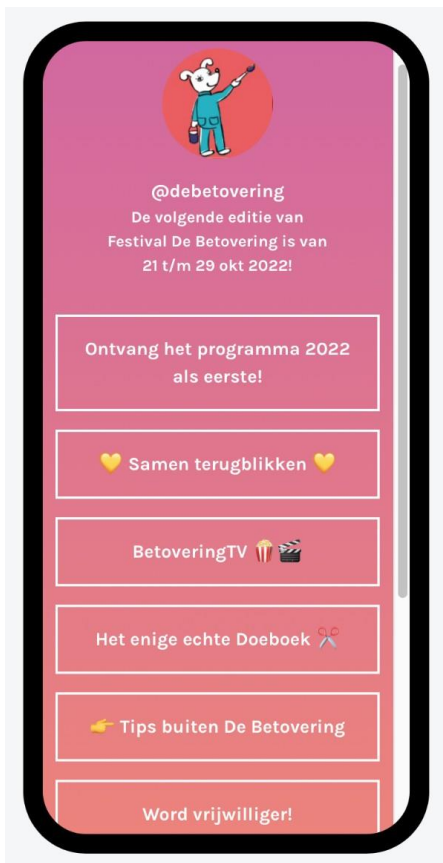 @debetovering
De volgende editie van
Festival De Betovering is van
21 t/m 29 okt 2022!
Ontvang het programma 2022
als eerste!
💛 Samen terugblikken 💛
BetoveringTV 🍿🎬
Het enige echte Doeboek ✂️
👉 Tips buiten De Betovering
Word vrijwilliger!